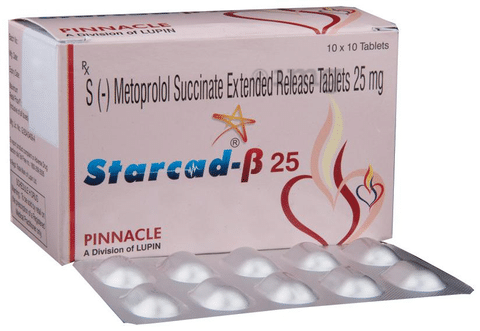 PINNACLE
A Division of LUPIN
10 x 10 Tablets
Rx
S (-) Metoprolol Succinate Extended Release Tablets 25 mg
®
Starcad-β 25
PINNACLE
A Division of LUPIN